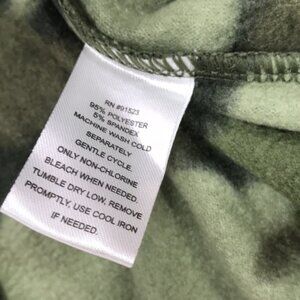 RN #91523
95% POLYESTER
5% SPANDEX
MACHINE WASH COLD
SEPARATELY
GENTLE CYCLE.
ONLY NON-CHLORINE
BLEACH WHEN NEEDED.
TUMBLE DRY LOW. REMOVE
PROMPTLY. USE COOL IRON
IF NEEDED.